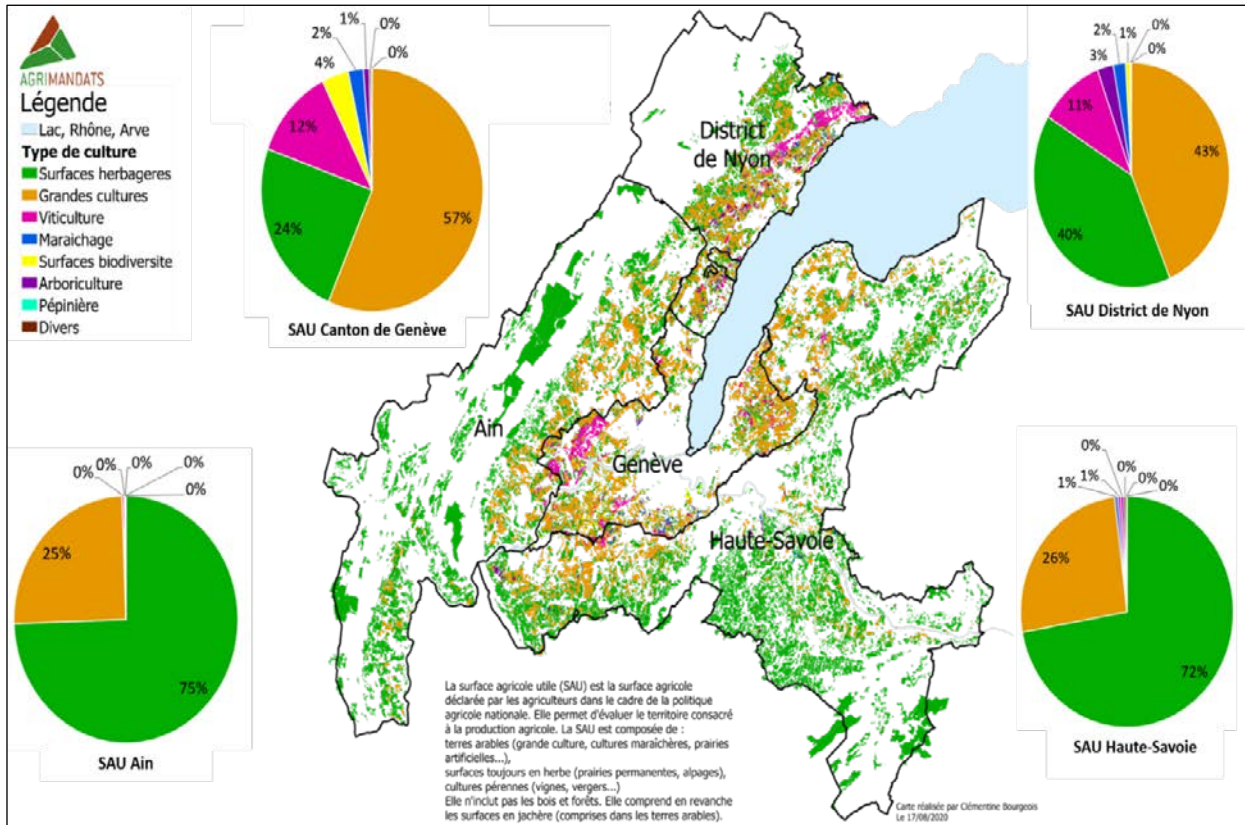 AGRIMANDATS
Légende
Lac, Rhône, Arve
Type de culture
Surfaces herbageres
Grandes cultures
Viticulture
Maraichage
Surfaces biodiversite
Arboriculture
Pépinière
Divers
1%
0%
2%
0%
4%
12%
24%
57%
SAU Canton de Genève
0%
2%
1%
0%
3%
11%
43%
40%
SAU District de Nyon
District
de Nyon
Ain
Genève
Haute-Savoie
0%
0%
0%
0%
0%
25%
75%
SAU Ain
0%
0%
1%
0%
1%
0%
26%
72%
SAU Haute-Savoie
La surface agricole utile (SAU) est la surface agricole
déclarée par les agriculteurs dans le cadre de la politique
agricole nationale. Elle permet d'évaluer le territoire consacré
à la production agricole. La SAU est composée de :
terres arables (grande culture, cultures maraîchères, prairies
artificielles...),
surfaces toujours en herbe (prairies permanentes, alpages),
cultures pérennes (vignes, vergers...)
Elle n'inclut pas les bois et forêts. Elle comprend en revanche
les surfaces en jachère (comprises dans les terres arables).
Carte réalisée par Clémentine Bourgeois
Le 17/08/2020